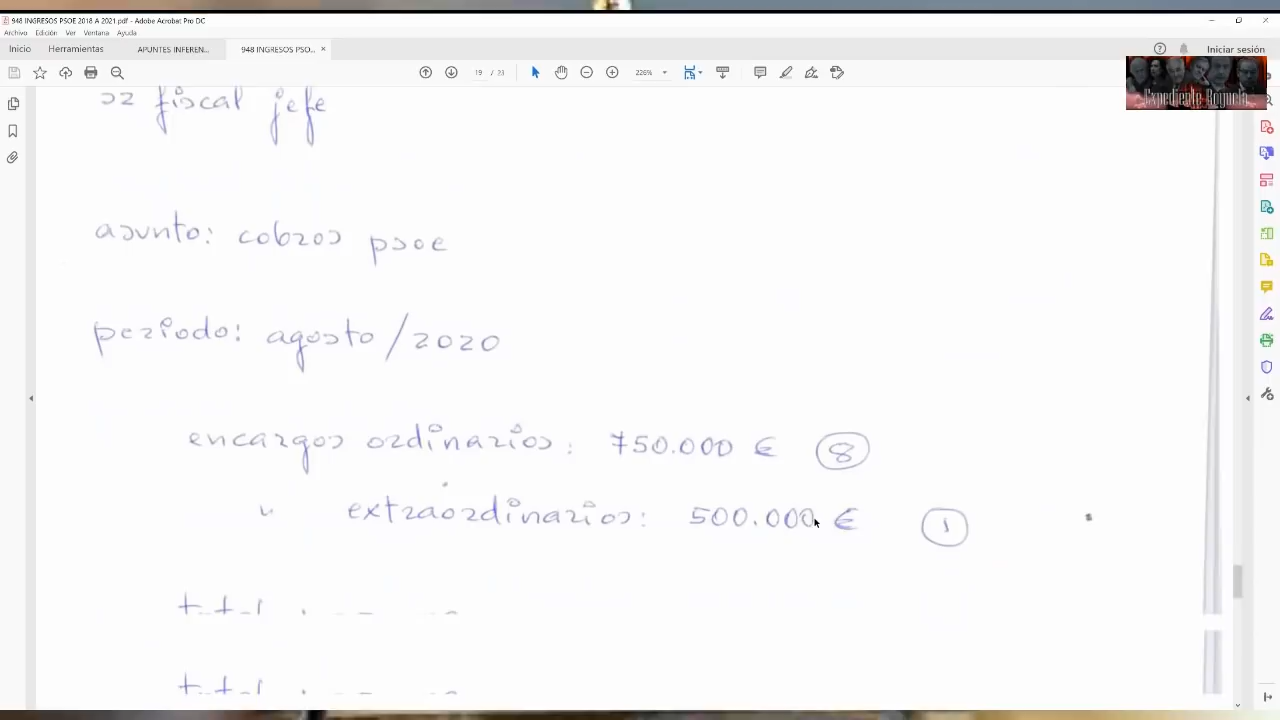 948 INGRESOS PSOE 2018 A 2021.pdf - Adobe Acrobat Pro DC
Archivo Edición Ver Ventana Ayuda
Inicio Herramientas APUNTES INFEREN... 948 INGRESOS PSO... × Iniciar sesión
19 / 23 226%
Expediente Royuela
sr fiscal jefe
asunto: cobros psoe
periodo: agosto/2020
encargos ordinarios: 750.000 € 8
" extraordinarios: 500.000 € 1